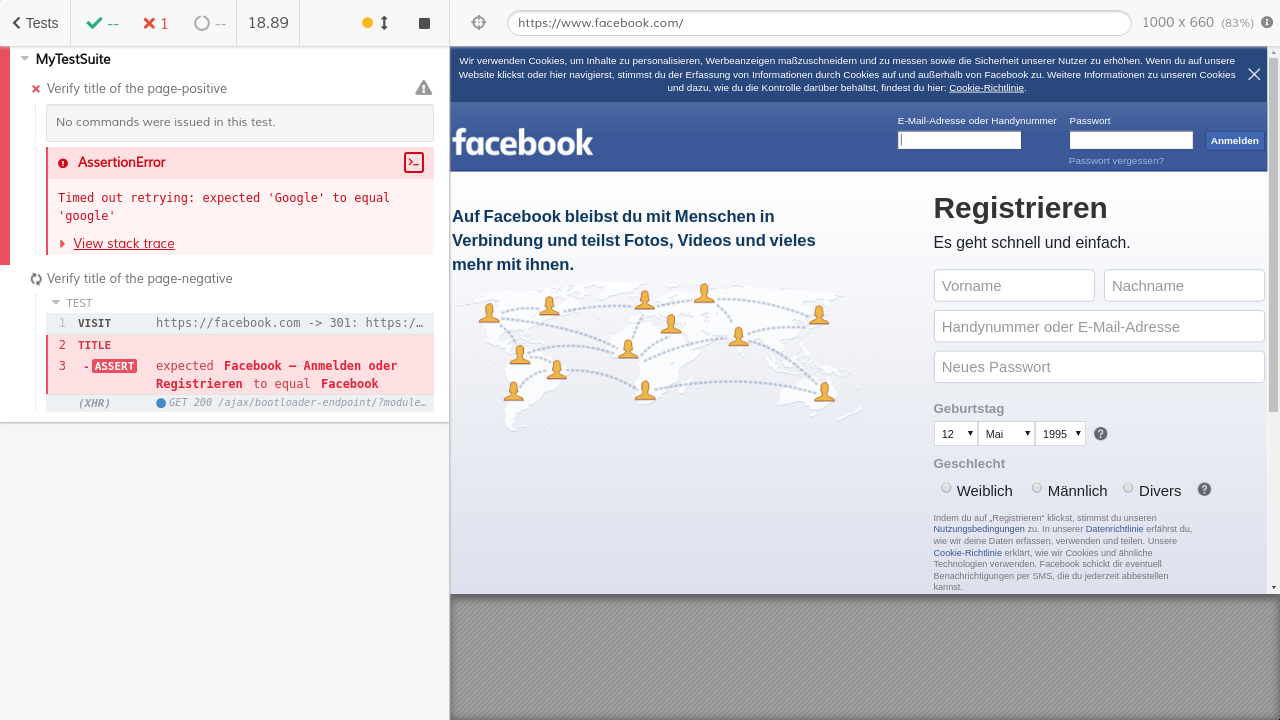 Tests
--
1
--
18.89
https://www.facebook.com/
1000 x 660 (83%)
MyTestSuite
Verify title of the page-positive
No commands were issued in this test.
AssertionError
Timed out retrying: expected 'Google' to equal
'google'
View stack trace
Verify title of the page-negative
TEST
1 VISIT https://facebook.com -> 301: https:/…
2 TITLE
3 - ASSERT expected Facebook – Anmelden oder
Registrieren to equal Facebook
(XHR) GET 200 /ajax/bootloader-endpoint/?module…
Wir verwenden Cookies, um Inhalte zu personalisieren, Werbeanzeigen maßzuschneidern und zu messen sowie die Sicherheit unserer Nutzer zu erhöhen. Wenn du auf unsere
Website klickst oder hier navigierst, stimmst du der Erfassung von Informationen durch Cookies auf und außerhalb von Facebook zu. Weitere Informationen zu unseren Cookies
und dazu, wie du die Kontrolle darüber behältst, findest du hier: Cookie-Richtlinie.
facebook
E-Mail-Adresse oder Handynummer
Passwort
Anmelden
Passwort vergessen?
Auf Facebook bleibst du mit Menschen in
Verbindung und teilst Fotos, Videos und vieles
mehr mit ihnen.
Registrieren
Es geht schnell und einfach.
Vorname
Nachname
Handynummer oder E-Mail-Adresse
Neues Passwort
Geburtstag
12 Mai 1995
Geschlecht
Weiblich Männlich Divers
Indem du auf „Registrieren“ klickst, stimmst du unseren
Nutzungsbedingungen zu. In unserer Datenrichtlinie erfährst du,
wie wir deine Daten erfassen, verwenden und teilen. Unsere
Cookie-Richtlinie erklärt, wie wir Cookies und ähnliche
Technologien verwenden. Facebook schickt dir eventuell
Benachrichtigungen per SMS, die du jederzeit abbestellen
kannst.